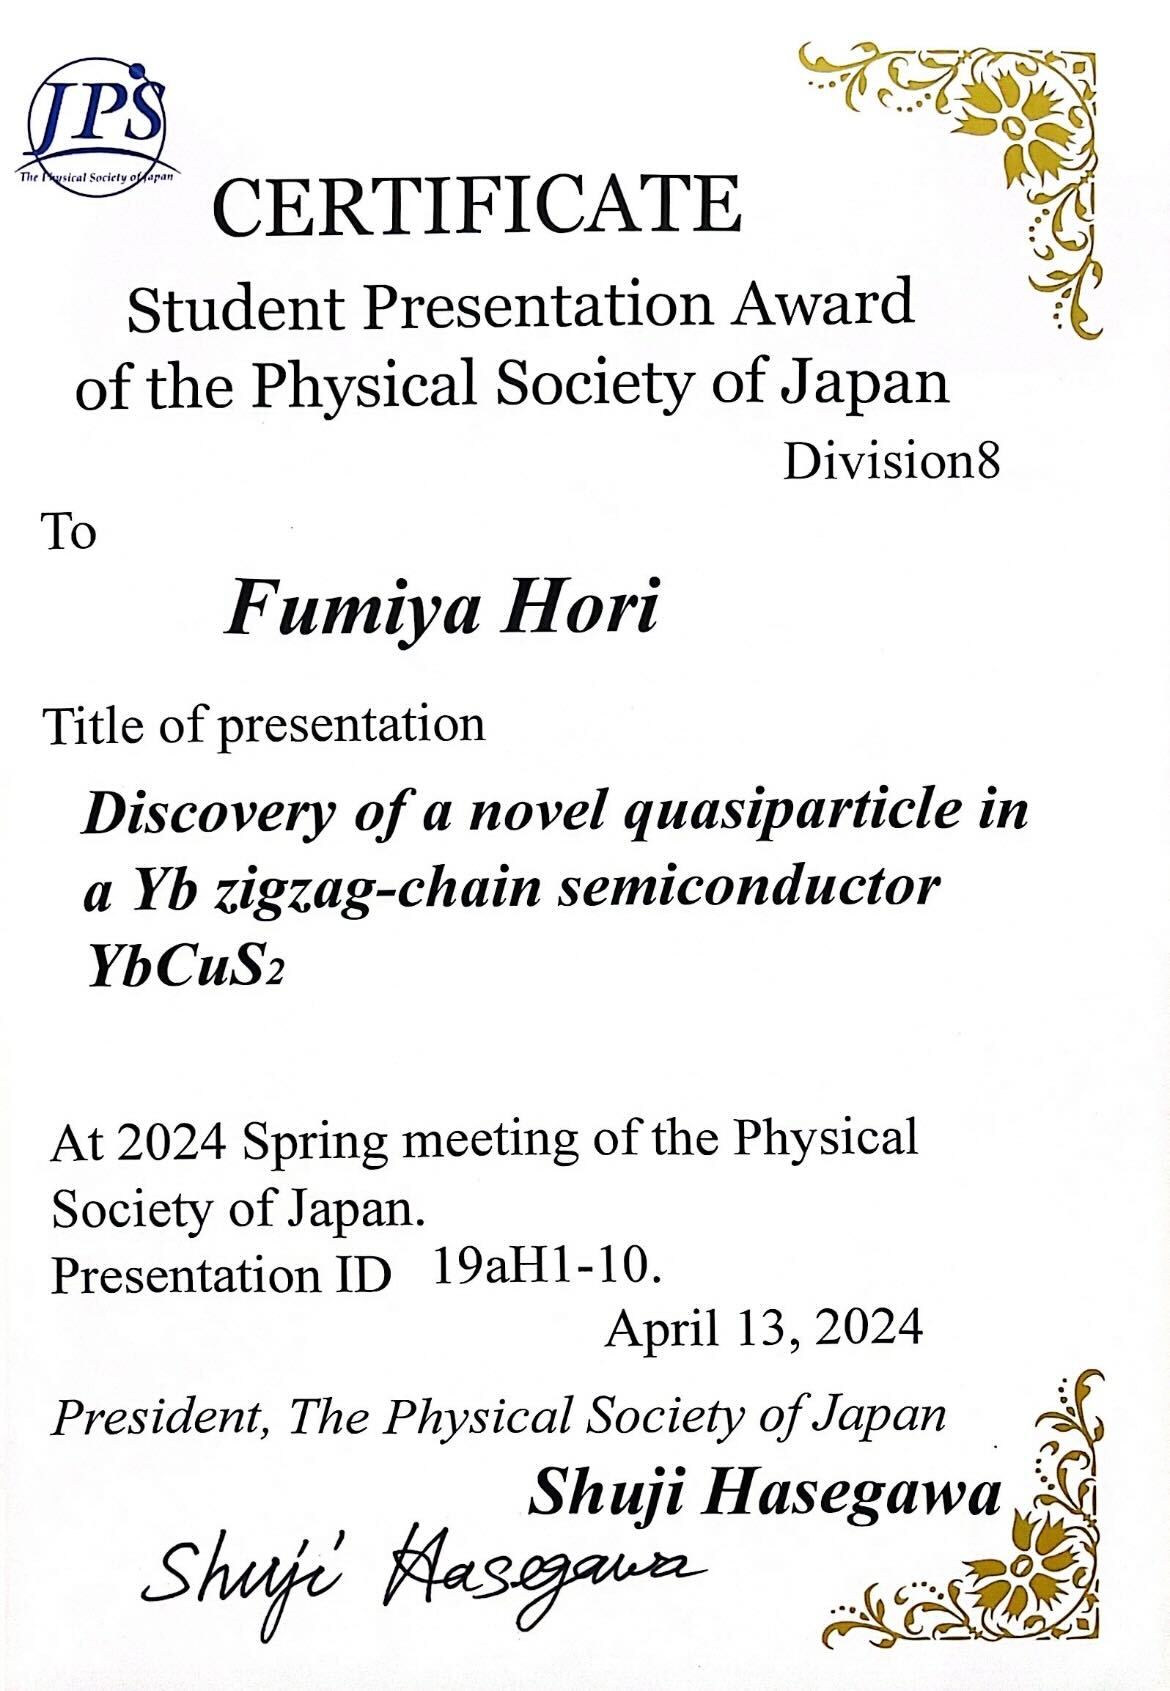 JPS
The Physical Society of Japan
CERTIFICATE
Student Presentation Award
of the Physical Society of Japan
Division8
To
Fumiya Hori
Title of presentation
Discovery of a novel quasiparticle in
a Yb zigzag-chain semiconductor
YbCuS2
At 2024 Spring meeting of the Physical
Society of Japan.
Presentation ID 19aH1-10.
April 13, 2024
President, The Physical Society of Japan
Shuji Hasegawa
Shuji Hasegawa